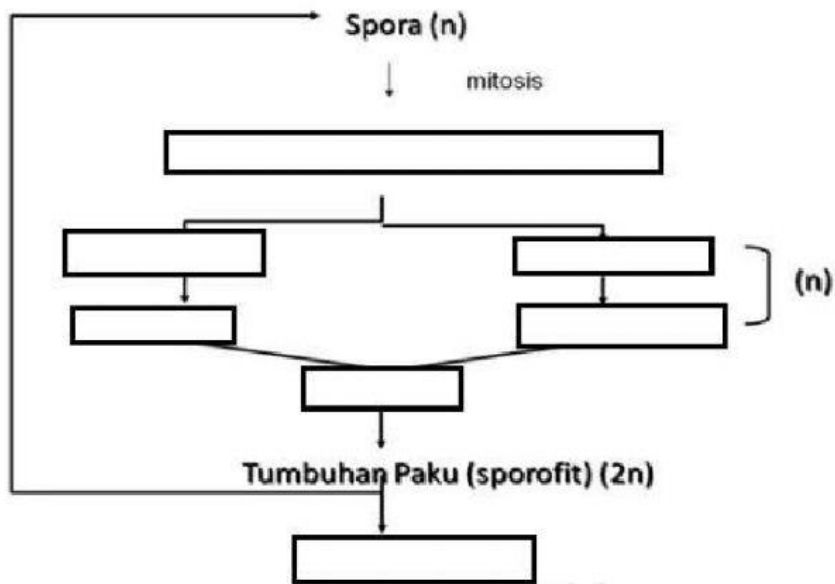 Spora (n)
mitosis
(n)
Tumbuhan Paku (sporofit) (2n)